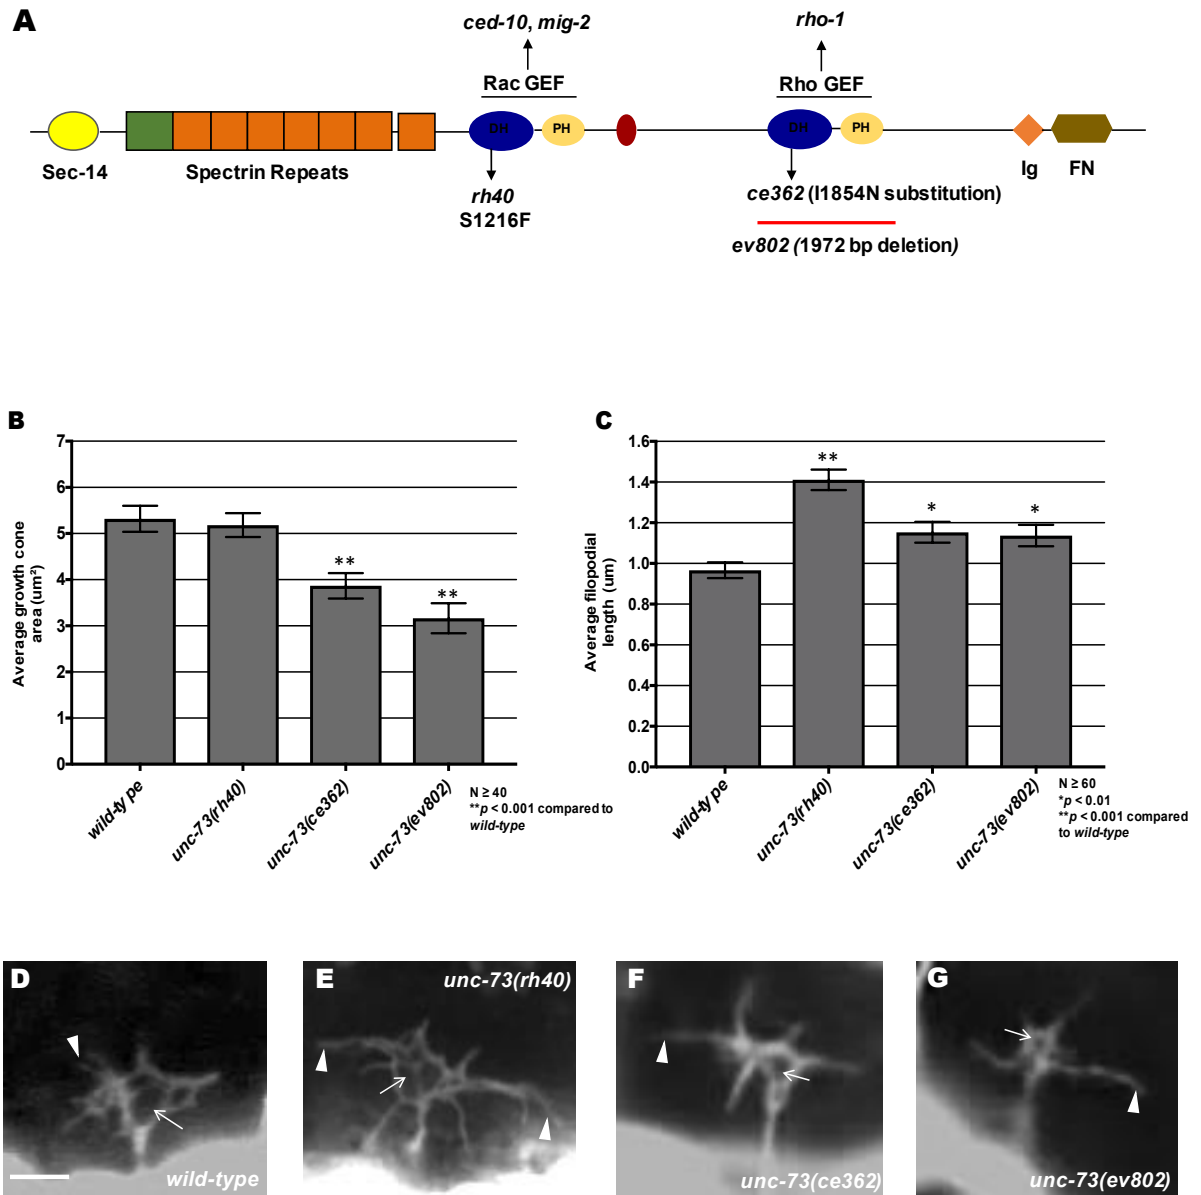 A
ced-10, mig-2
rho-1
Rac GEF
Rho GEF
DH
PH
DH
PH
Sec-14
Spectrin Repeats
Ig
FN
rh40
S1216F
ce362 (I1854N substitution)
ev802 (1972 bp deletion)
B
Average growth cone
area (um²)
7
6
5
4
3
2
1
0
**
**
wild-type
unc-73(rh40)
unc-73(ce362)
unc-73(ev802)
N ≥ 40
**p < 0.001 compared to
wild-type
C
Average filopodial
length (um)
1.6
1.4
1.2
1.0
0.8
0.6
0.4
0.2
0.0
**
*
*
wild-type
unc-73(rh40)
unc-73(ce362)
unc-73(ev802)
N ≥ 60
*p < 0.01
**p < 0.001 compared
to wild-type
D
wild-type
E
unc-73(rh40)
F
unc-73(ce362)
G
unc-73(ev802)